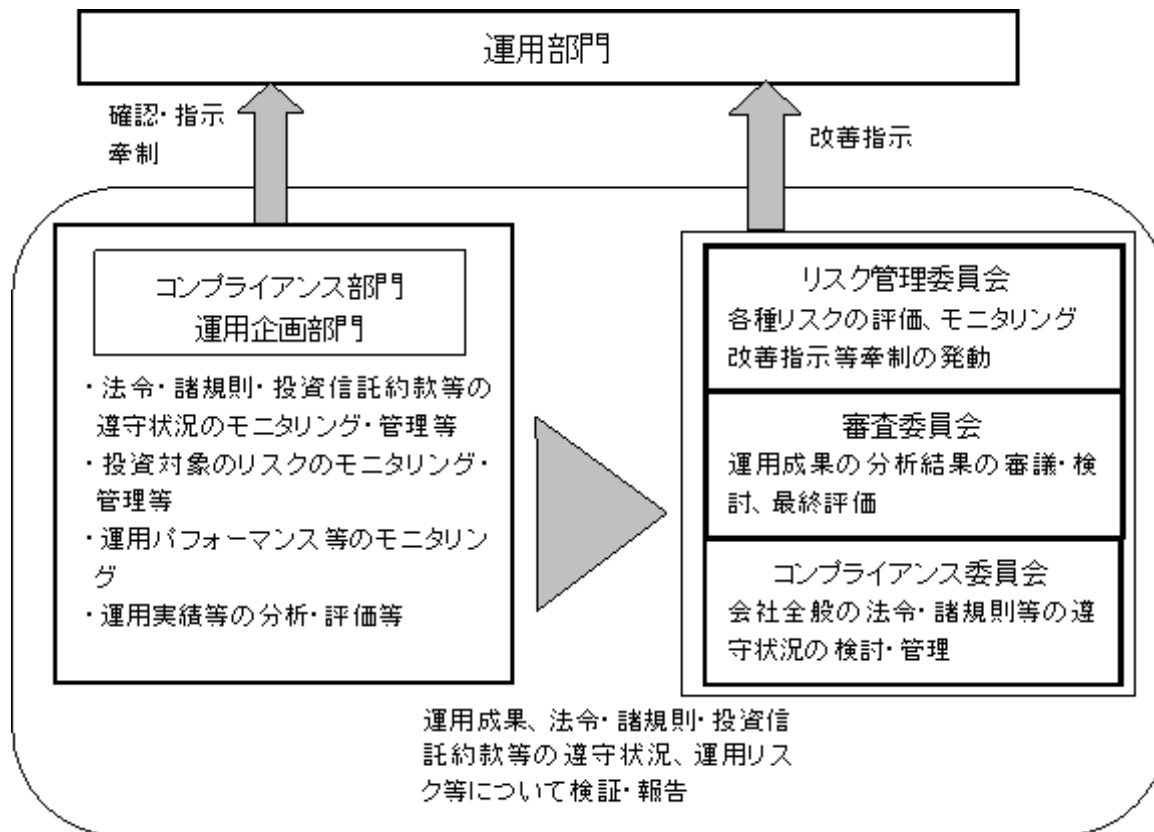 運用部門
確認・指示
牽制
改善指示
コンプライアンス部門
運用企画部門
・法令・諸規則・投資信託約款等の
遵守状況のモニタリング・管理等
・投資対象のリスクのモニタリング・
管理等
・運用パフォーマンス等のモニタリン
グ
・運用実績等の分析・評価等
リスク管理委員会
各種リスクの評価、モニタリング
改善指示等牽制の発動
審査委員会
運用成果の分析結果の審議・検
討、最終評価
コンプライアンス委員会
会社全般の法令・諸規則等の遵
守状況の検討・管理
運用成果、法令・諸規則・投資信
託約款等の遵守状況、運用リス
ク等について検証・報告